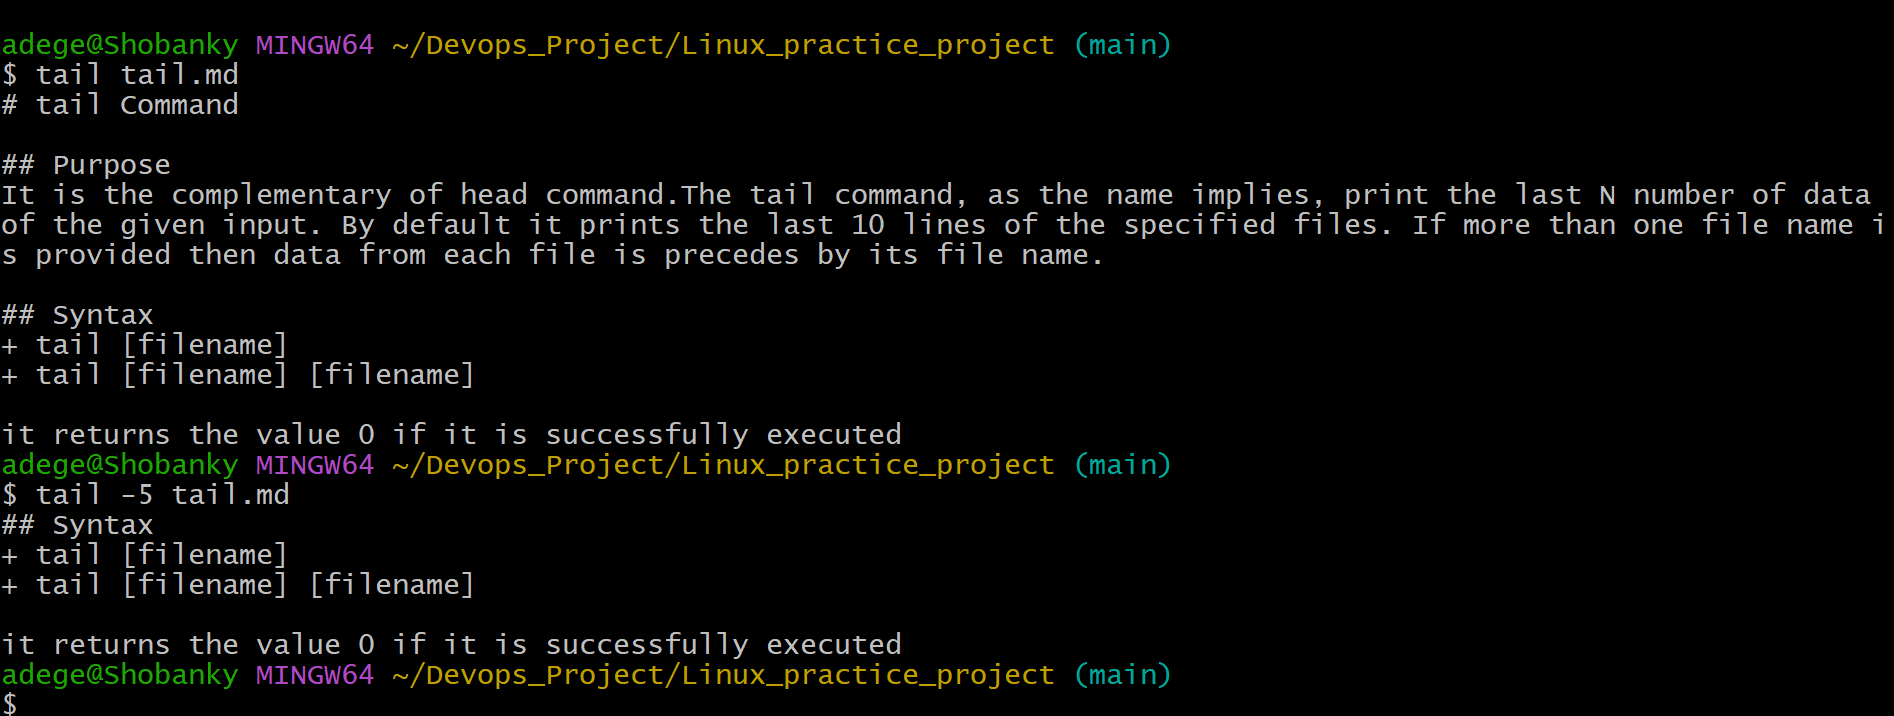 adege@Shobanky MINGW64 ~/Devops_Project/Linux_practice_project (main)
$ tail tail.md
# tail Command
## Purpose
It is the complementary of head command.The tail command, as the name implies, print the last N number of data
of the given input. By default it prints the last 10 lines of the specified files. If more than one file name i
s provided then data from each file is precedes by its file name.
## Syntax
+ tail [filename]
+ tail [filename] [filename]
it returns the value 0 if it is successfully executed
adege@Shobanky MINGW64 ~/Devops_Project/Linux_practice_project (main)
$ tail -5 tail.md
## Syntax
+ tail [filename]
+ tail [filename] [filename]
it returns the value 0 if it is successfully executed
adege@Shobanky MINGW64 ~/Devops_Project/Linux_practice_project (main)
$